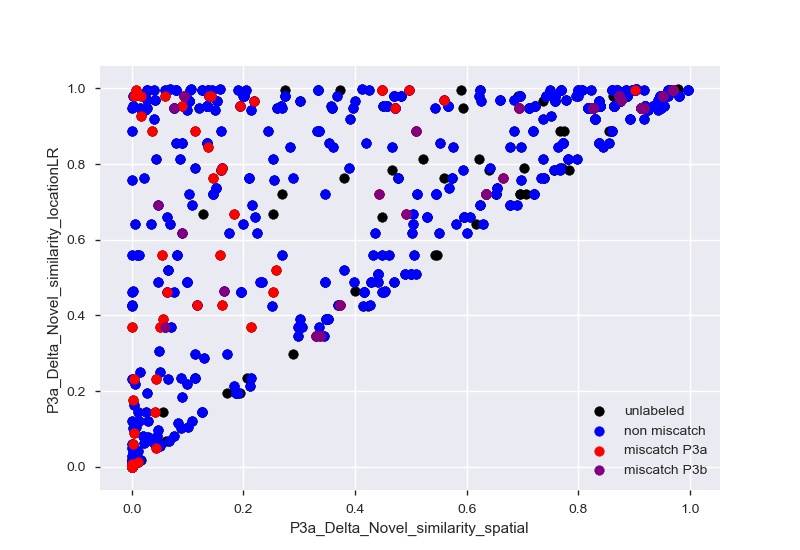 1.0
0.8
0.6
0.4
0.2
0.0
P3a_Delta_Novel_similarity_locationLR
unlabeled
non miscatch
miscatch P3a
miscatch P3b
0.0 0.2 0.4 0.6 0.8 1.0
P3a_Delta_Novel_similarity_spatial